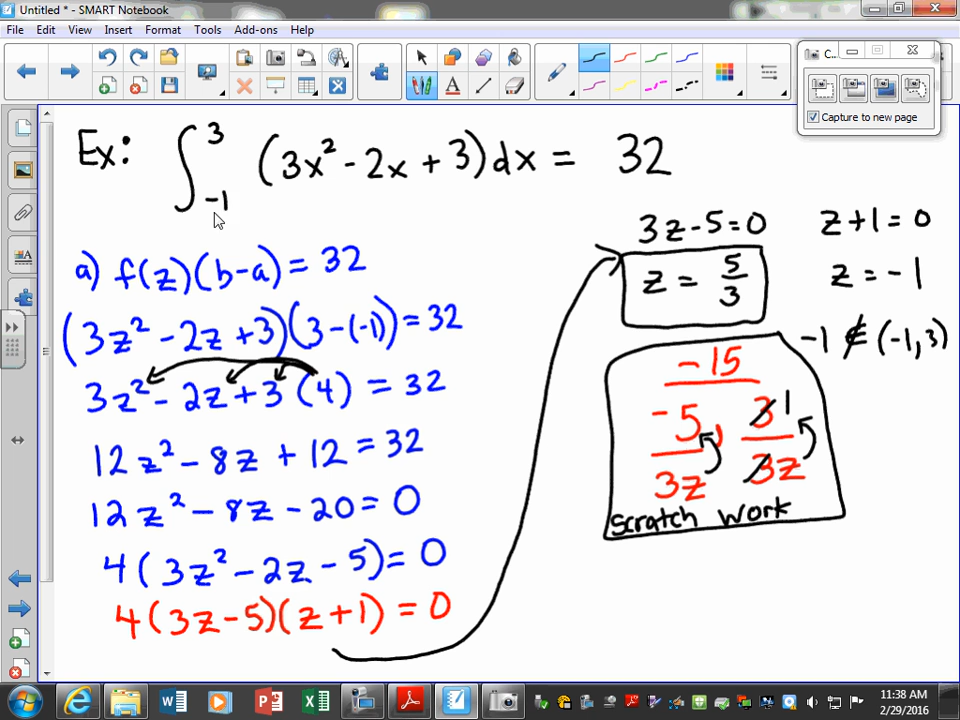 Untitled * - SMART Notebook
File Edit View Insert Format Tools Add-ons Help
C...
Capture to new page
Ex: ∫₋₁³ (3x² - 2x + 3)dx = 32
a) f(z)(b-a) = 32
(3z² - 2z + 3)(3-(-1)) = 32
3z² - 2z + 3 (4) = 32
12z² - 8z + 12 = 32
12z² - 8z - 20 = 0
4(3z² - 2z - 5) = 0
4(3z-5)(z+1) = 0
3z-5=0
z = 5/3
z+1=0
z = -1
-1 ∉ (-1,3)
-15
-5/3z ) 3 1/3z
Scratch Work
11:38 AM
2/29/2016